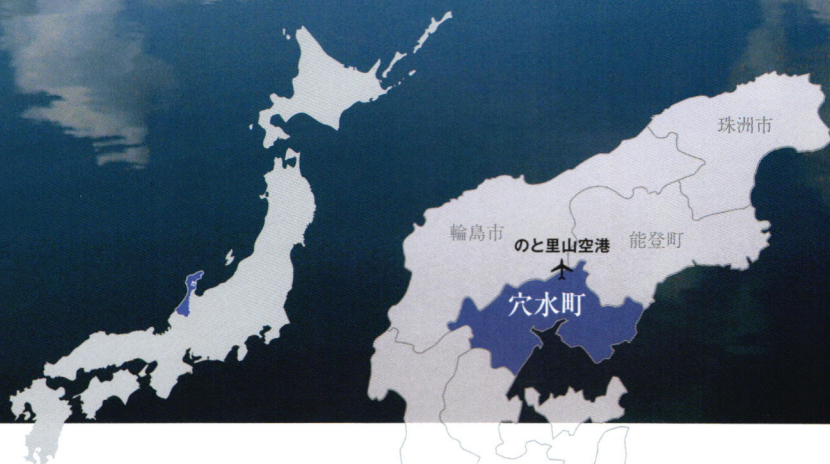 珠洲市
輪島市
のと里山空港
能登町
穴水町